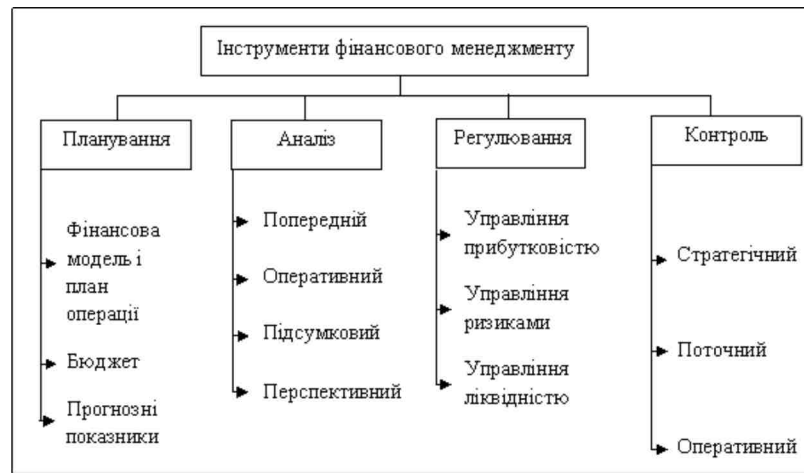 Інструменти фінансового менеджменту
Планування
Аналіз
Регулювання
Контроль
Фінансова
модель і
план
операції
Бюджет
Прогнозні
показники
Попередній
Оперативний
Підсумковий
Перспективний
Управління
прибутковістю
Управління
ризиками
Управління
ліквідністю
Стратегічний
Поточний
Оперативний